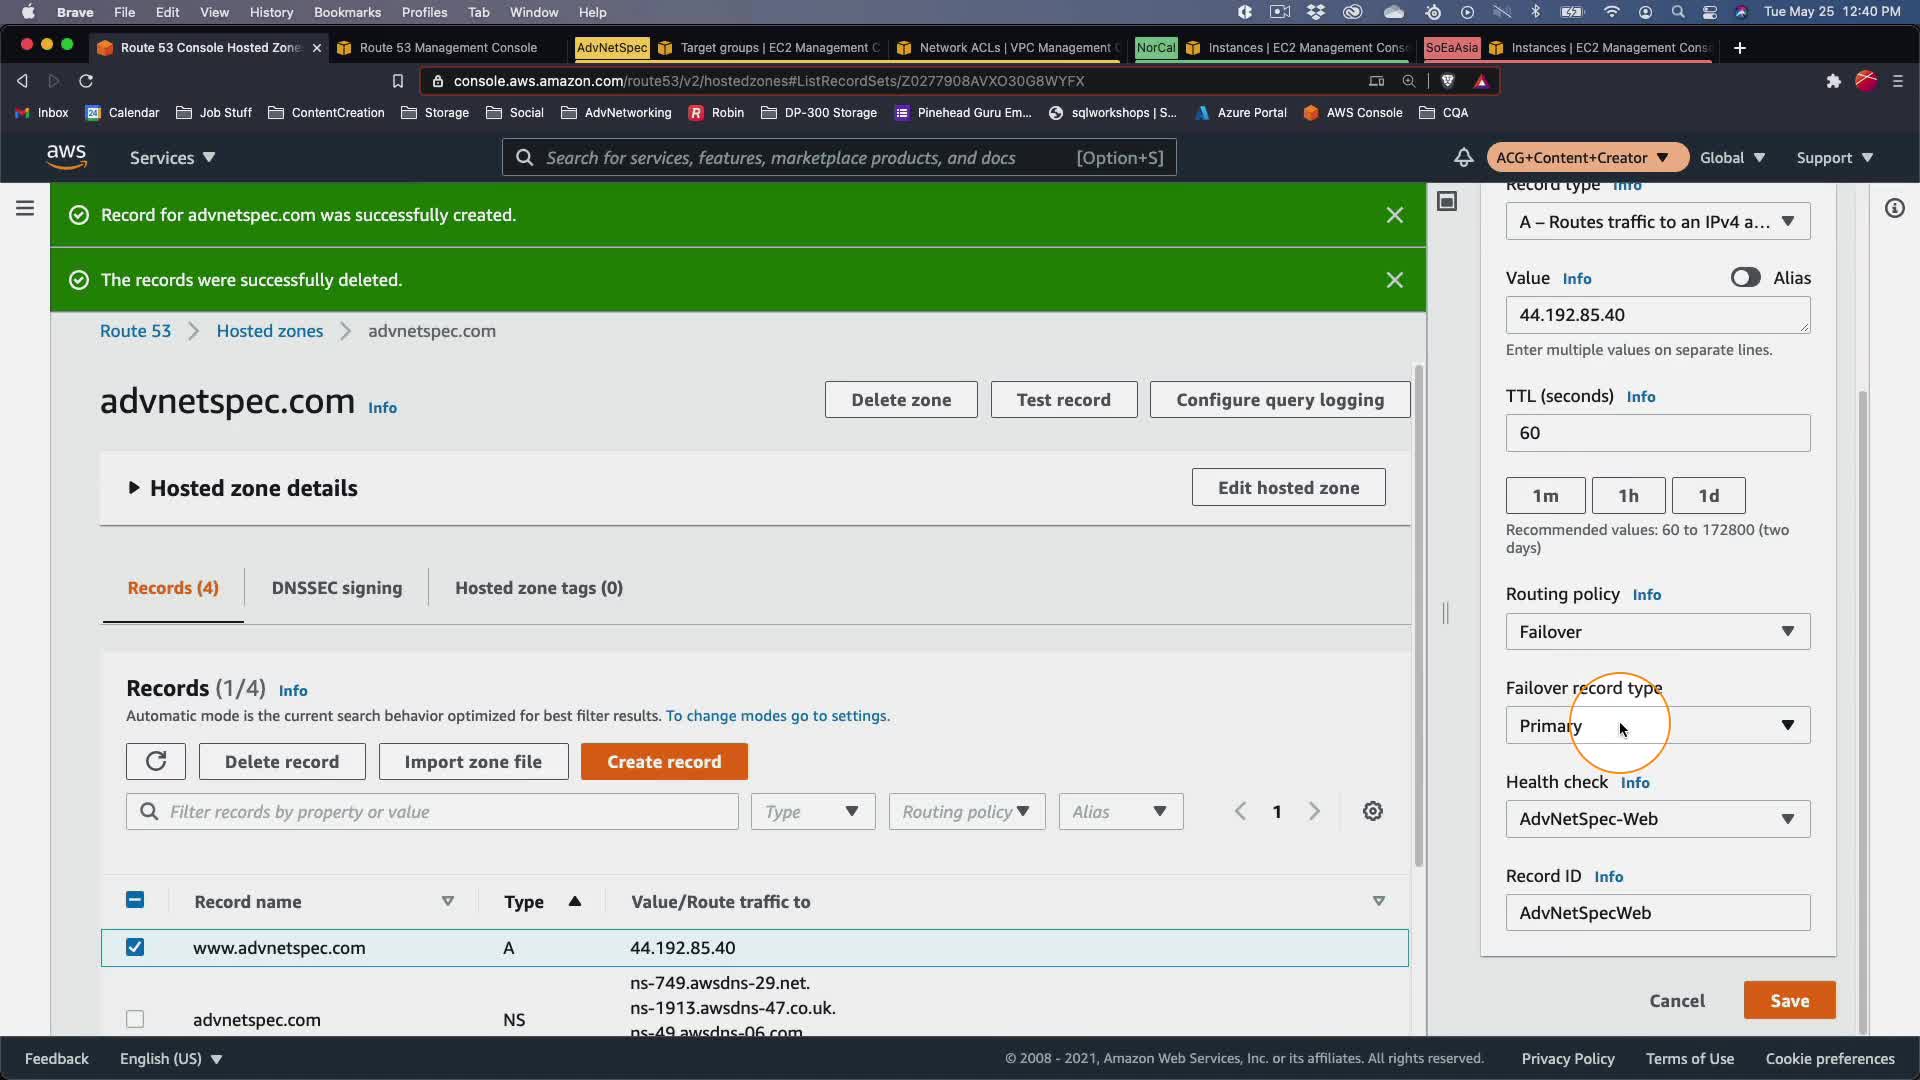 Brave File Edit View History Bookmarks Profiles Tab Window Help Tue May 25 12:40 PM
Route 53 Console Hosted Zone Route 53 Management Console AdvNetSpec Target groups | EC2 Management C Network ACLs | VPC Management C NorCal Instances | EC2 Management Cons SoEaAsia Instances | EC2 Management Cons
console.aws.amazon.com/route53/v2/hostedzones#ListRecordSets/Z0277908AVXO30G8WYFX
Inbox Calendar Job Stuff ContentCreation Storage Social AdvNetworking Robin DP-300 Storage Pinehead Guru Em... sqlworkshops | S... Azure Portal AWS Console CQA
aws Services Search for services, features, marketplace products, and docs [Option+S] ACG+Content+Creator Global Support
Record for advnetspec.com was successfully created.
The records were successfully deleted.
Route 53 Hosted zones advnetspec.com
advnetspec.com Info Delete zone Test record Configure query logging
Hosted zone details Edit hosted zone
Records (4) DNSSEC signing Hosted zone tags (0)
Records (1/4) Info
Automatic mode is the current search behavior optimized for best filter results. To change modes go to settings.
Delete record Import zone file Create record
Filter records by property or value Type Routing policy Alias 1
Record name Type Value/Route traffic to
www.advnetspec.com A 44.192.85.40
ns-749.awsdns-29.net.
ns-1913.awsdns-47.co.uk.
advnetspec.com NS ns-49.awsdns-06.com.
Record type Info
A – Routes traffic to an IPv4 a...
Value Info Alias
44.192.85.40
Enter multiple values on separate lines.
TTL (seconds) Info
60
1m 1h 1d
Recommended values: 60 to 172800 (two
days)
Routing policy Info
Failover
Failover record type
Primary
Health check Info
AdvNetSpec-Web
Record ID Info
AdvNetSpecWeb
Cancel Save
Feedback English (US) © 2008 - 2021, Amazon Web Services, Inc. or its affiliates. All rights reserved. Privacy Policy Terms of Use Cookie preferences